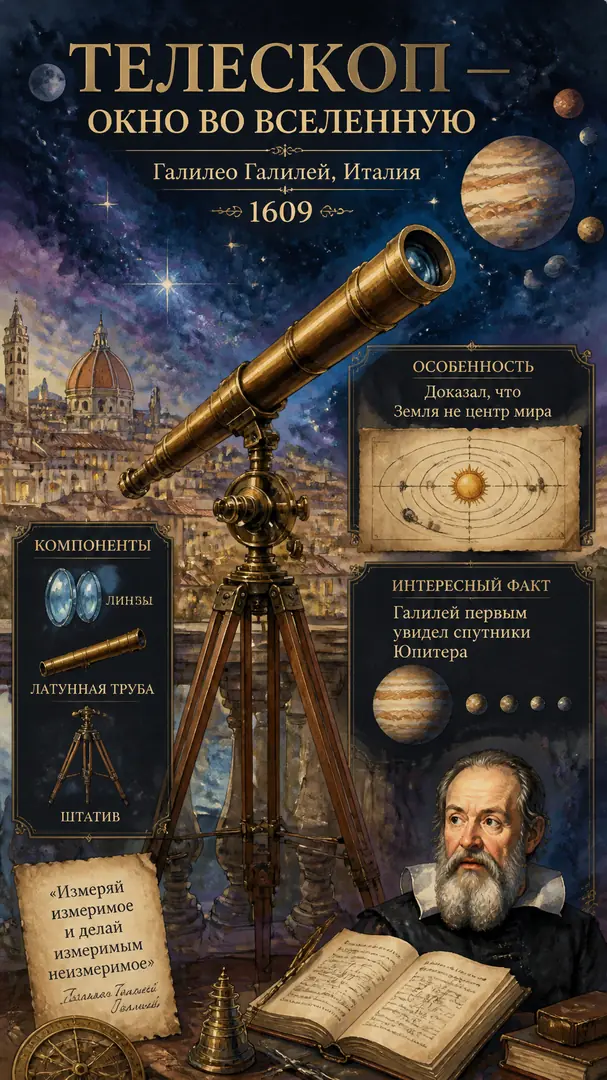 ТЕЛЕСКОП —
ОКНО ВО ВСЕЛЕННУЮ
Галилео Галилей, Италия
1609
ОСОБЕННОСТЬ
Доказал, что
Земля не центр мира
КОМПОНЕНТЫ
ЛИНЗЫ
ЛАТУННАЯ ТРУБА
ШТАТИВ
ИНТЕРЕСНЫЙ ФАКТ
Галилей первым
увидел спутники
Юпитера
«Измеряй
измеримое
и делай
измеримым
неизмеримое»